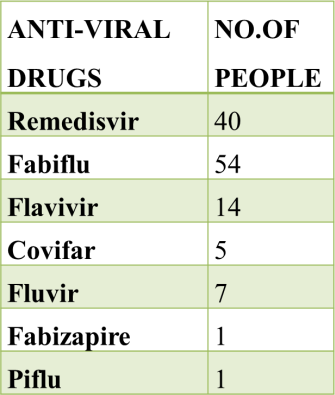 ANTI-VIRAL DRUGS NO.OF PEOPLE
Remedisvir 40
Fabiflu 54
Flavivir 14
Covifar 5
Fluvir 7
Fabizapire 1
Piflu 1